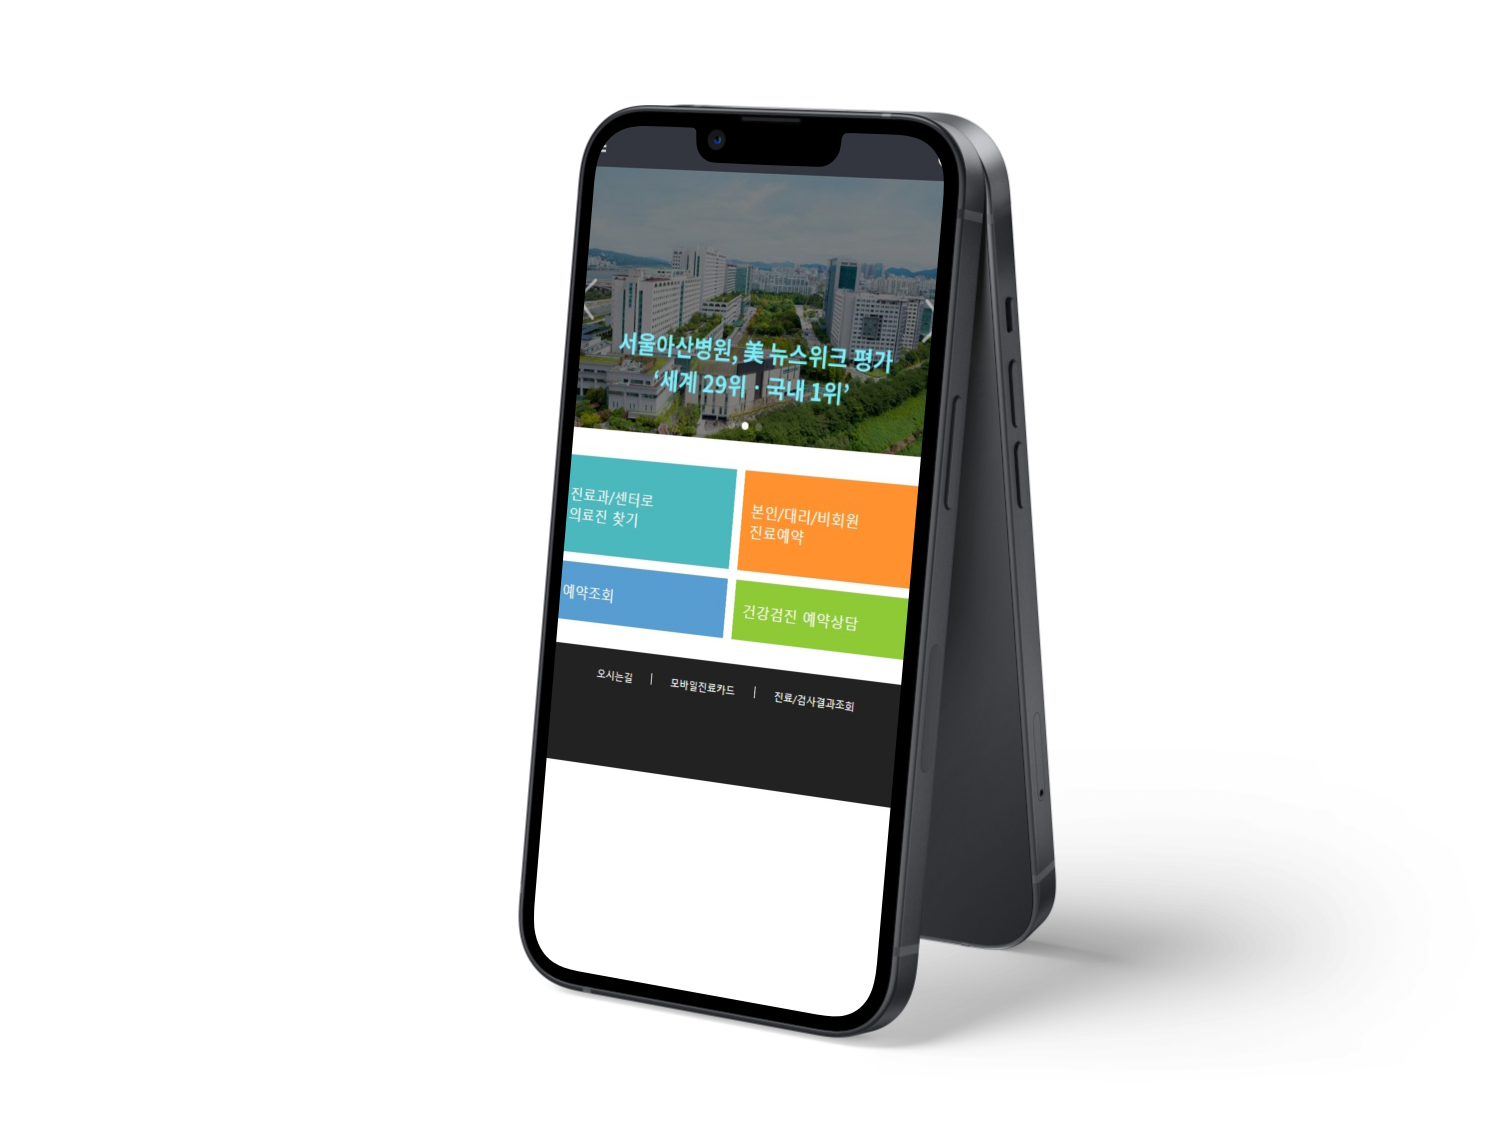 서울아산병원, 美 뉴스위크 평가
‘세계 29위 · 국내 1위’
진료과/센터로
의료진 찾기
본인/대리/비회원
진료예약
예약조회
건강검진 예약상담
오시는길 | 모바일진료카드 | 진료/검사결과조회